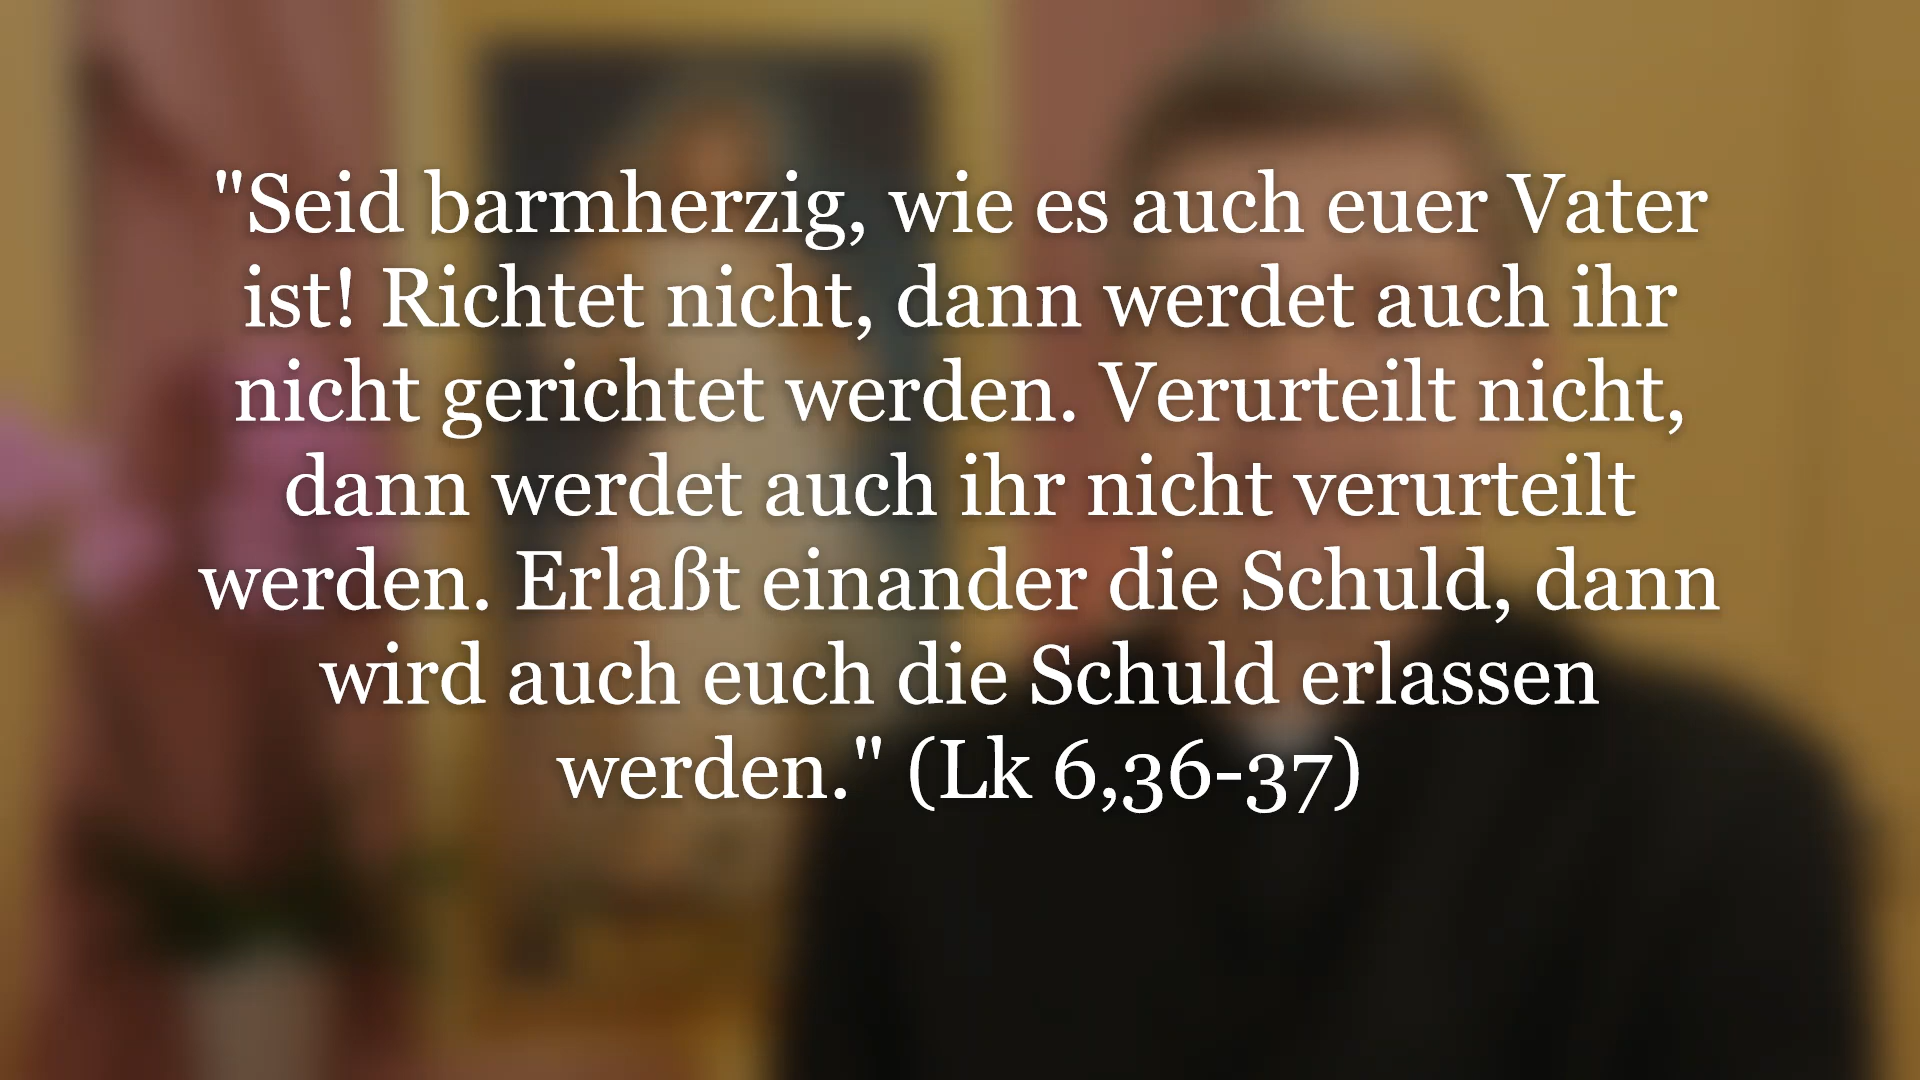 "Seid barmherzig, wie es auch euer Vater
ist! Richtet nicht, dann werdet auch ihr
nicht gerichtet werden. Verurteilt nicht,
dann werdet auch ihr nicht verurteilt
werden. Erlaßt einander die Schuld, dann
wird auch euch die Schuld erlassen
werden." (Lk 6,36-37)